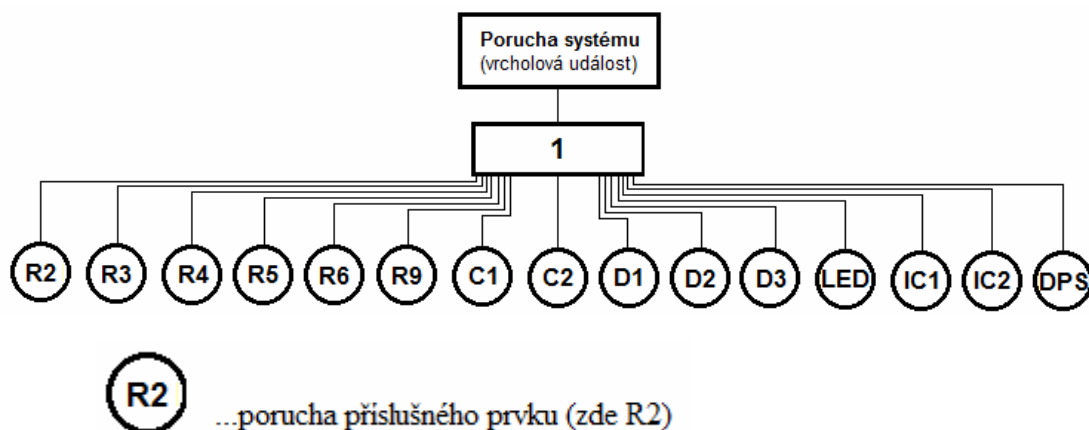 Porucha systému
(vrcholová událost)
1
R2 R3 R4 R5 R6 R9 C1 C2 D1 D2 D3 LED IC1 IC2 DPS
R2 ...porucha příslušného prvku (zde R2)